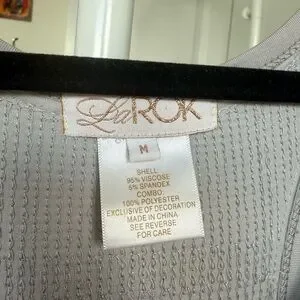 LaROK
M
SHELL:
95% VISCOSE
5% SPANDEX
COMBO:
100% POLYESTER
EXCLUSIVE OF DECORATION
MADE IN CHINA
SEE REVERSE
FOR CARE